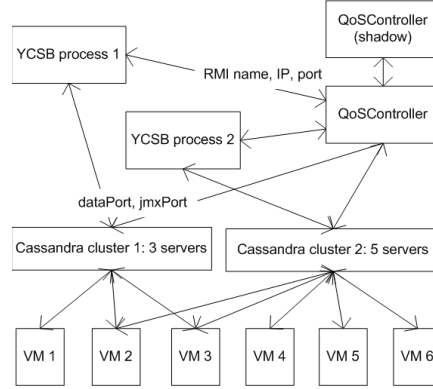 QoSController
(shadow)
YCSB process 1
RMI name, IP, port
QoSController
YCSB process 2
dataPort, jmxPort
Cassandra cluster 1: 3 servers
Cassandra cluster 2: 5 servers
VM 1
VM 2
VM 3
VM 4
VM 5
VM 6